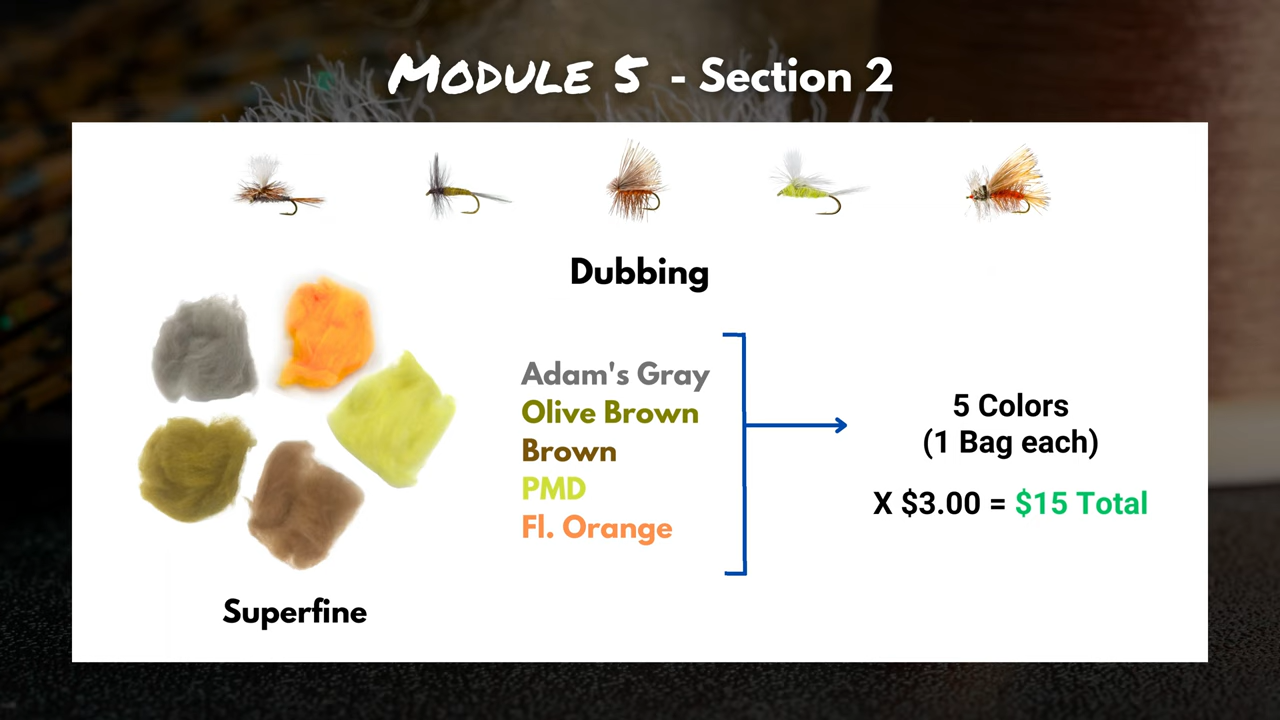 MODULE 5 - Section 2
Dubbing
Adam's Gray
Olive Brown
Brown
PMD
Fl. Orange
5 Colors
(1 Bag each)
X $3.00 = $15 Total
Superfine